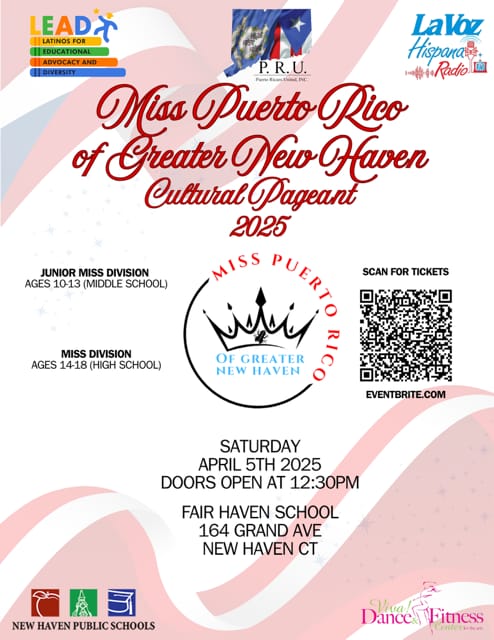 LEAD
LATINOS FOR
EDUCATIONAL
ADVOCACY AND
DIVERSITY
P.R.U.
Puerto Ricans United, INC.
La Voz
Hispana
Radio
Miss Puerto Rico
of Greater New Haven
Cultural Pageant
2025
JUNIOR MISS DIVISION
AGES 10-13 (MIDDLE SCHOOL)
MISS DIVISION
AGES 14-18 (HIGH SCHOOL)
MISS PUERTO RICO
OF GREATER
NEW HAVEN
SCAN FOR TICKETS
EVENTBRITE.COM
SATURDAY
APRIL 5TH 2025
DOORS OPEN AT 12:30PM
FAIR HAVEN SCHOOL
164 GRAND AVE
NEW HAVEN CT
NEW HAVEN PUBLIC SCHOOLS
Viva!
Dance & Fitness
Center